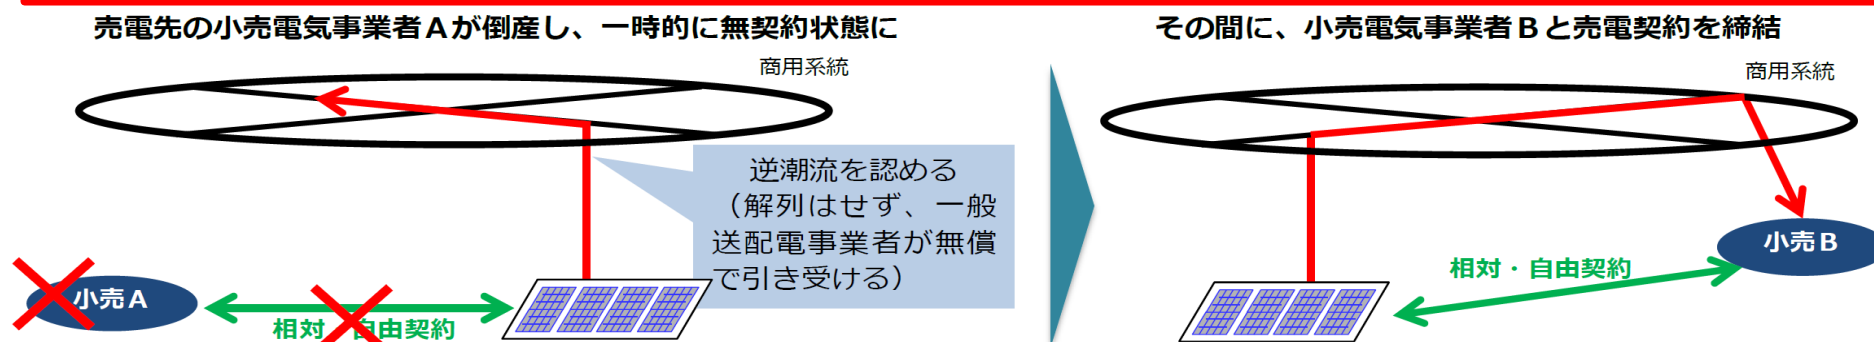 売電先の小売電気事業者Ａが倒産し、一時的に無契約状態に
商用系統
逆潮流を認める
（解列はせず、一般
送配電事業者が無償
で引き受ける）
小売Ａ
相対・自由契約
その間に、小売電気事業者Ｂと売電契約を締結
商用系統
小売Ｂ
相対・自由契約